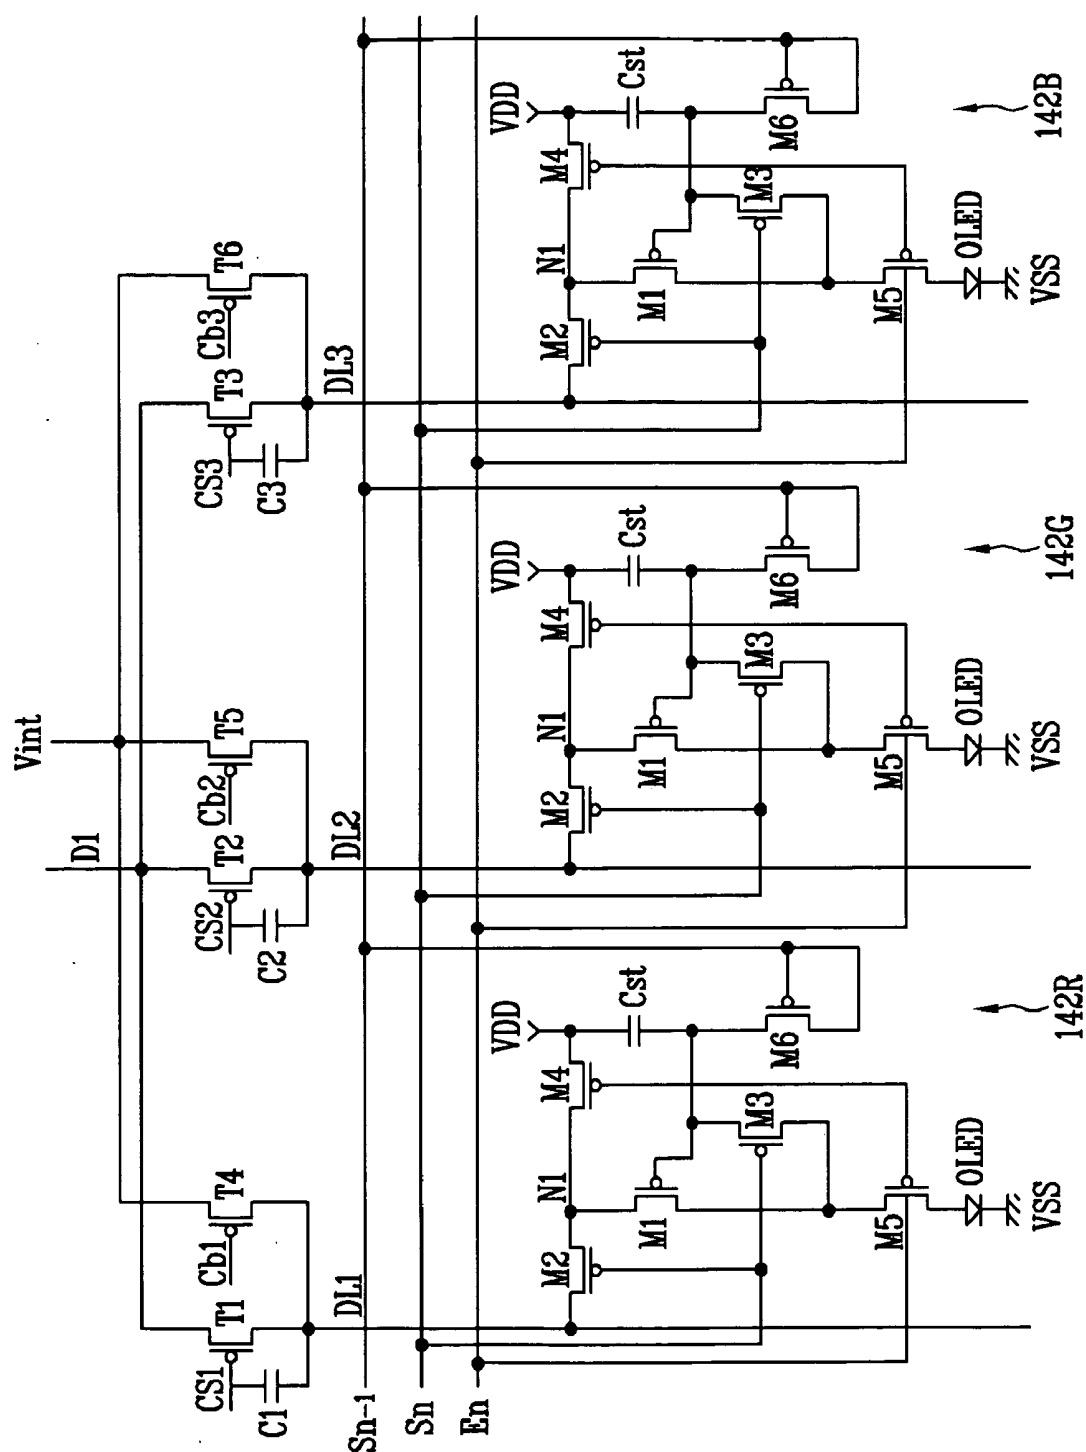 Vint
D1
CS1
T1
Cb1
T4
C1
CS2
T2
Cb2
T5
C2
CS3
T3
Cb3
T6
C3
DL1
DL2
DL3
Sn-1
Sn
En
VDD
M4
Cst
N1
M2
M1
M3
M6
M5
OLED
VSS
142R
VDD
M4
Cst
N1
M2
M1
M3
M6
M5
OLED
VSS
142G
VDD
M4
Cst
N1
M2
M1
M3
M6
M5
OLED
VSS
142B